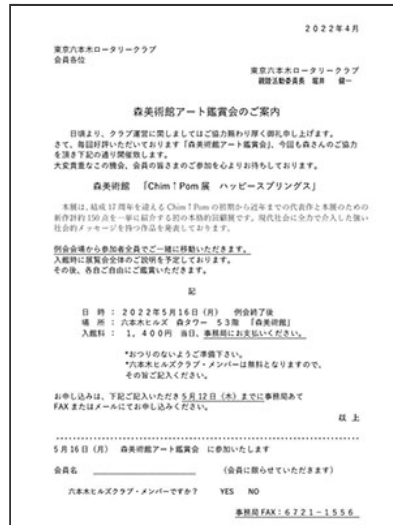 2022年4月
東京六本木ロータリークラブ
会員各位
東京六本木ロータリークラブ
親睦活動委員長 堀井 健一
森美術館アート鑑賞会のご案内
日頃より、クラブ運営に関しましてはご協力賜わり厚く御礼申し上げます。
さて、毎回好評いただいております「森美術館アート鑑賞会」、今回も森さんのご協力
を頂き下記の通り開催致します。
大変貴重なこの機会、会員の皆さまのご参加を心よりお待ちしております。
森美術館 「Chim↑Pom展 ハッピースプリングス」
本展は、結成17周年を迎えるChim↑Pomの初期から近年までの代表作と本展のための
新作計約150点を一挙に紹介する初の本格的回顧展です。現代社会に全力で介入した強い
社会的メッセージを持つ作品を発表しております。
例会会場から参加者全員でご一緒に移動いただきます。
入館時に展覧会全体のご説明を予定しております。
その後、各自ご自由にご鑑賞いただきます。
記
日 時 : 2022年5月16日(月) 例会終了後
場 所 : 六本木ヒルズ 森タワー 53階 「森美術館」
入館料 : 1,400円 当日、事務局にお支払いください。
*おつりのないようご準備下さい。
*六本木ヒルズクラブ・メンバーは無料となりますので、
その旨ご記入ください。
お申し込みは、下記ご記入いただき5月12日(木)までに事務局あて
FAXまたはメールにてお申し込みください。
以 上
5月16日(月) 森美術館アート鑑賞会 に参加いたします
会員名 (会員に限らせていただきます)
六本木ヒルズクラブ・メンバーですか? YES NO
事務局FAX:6721-1556